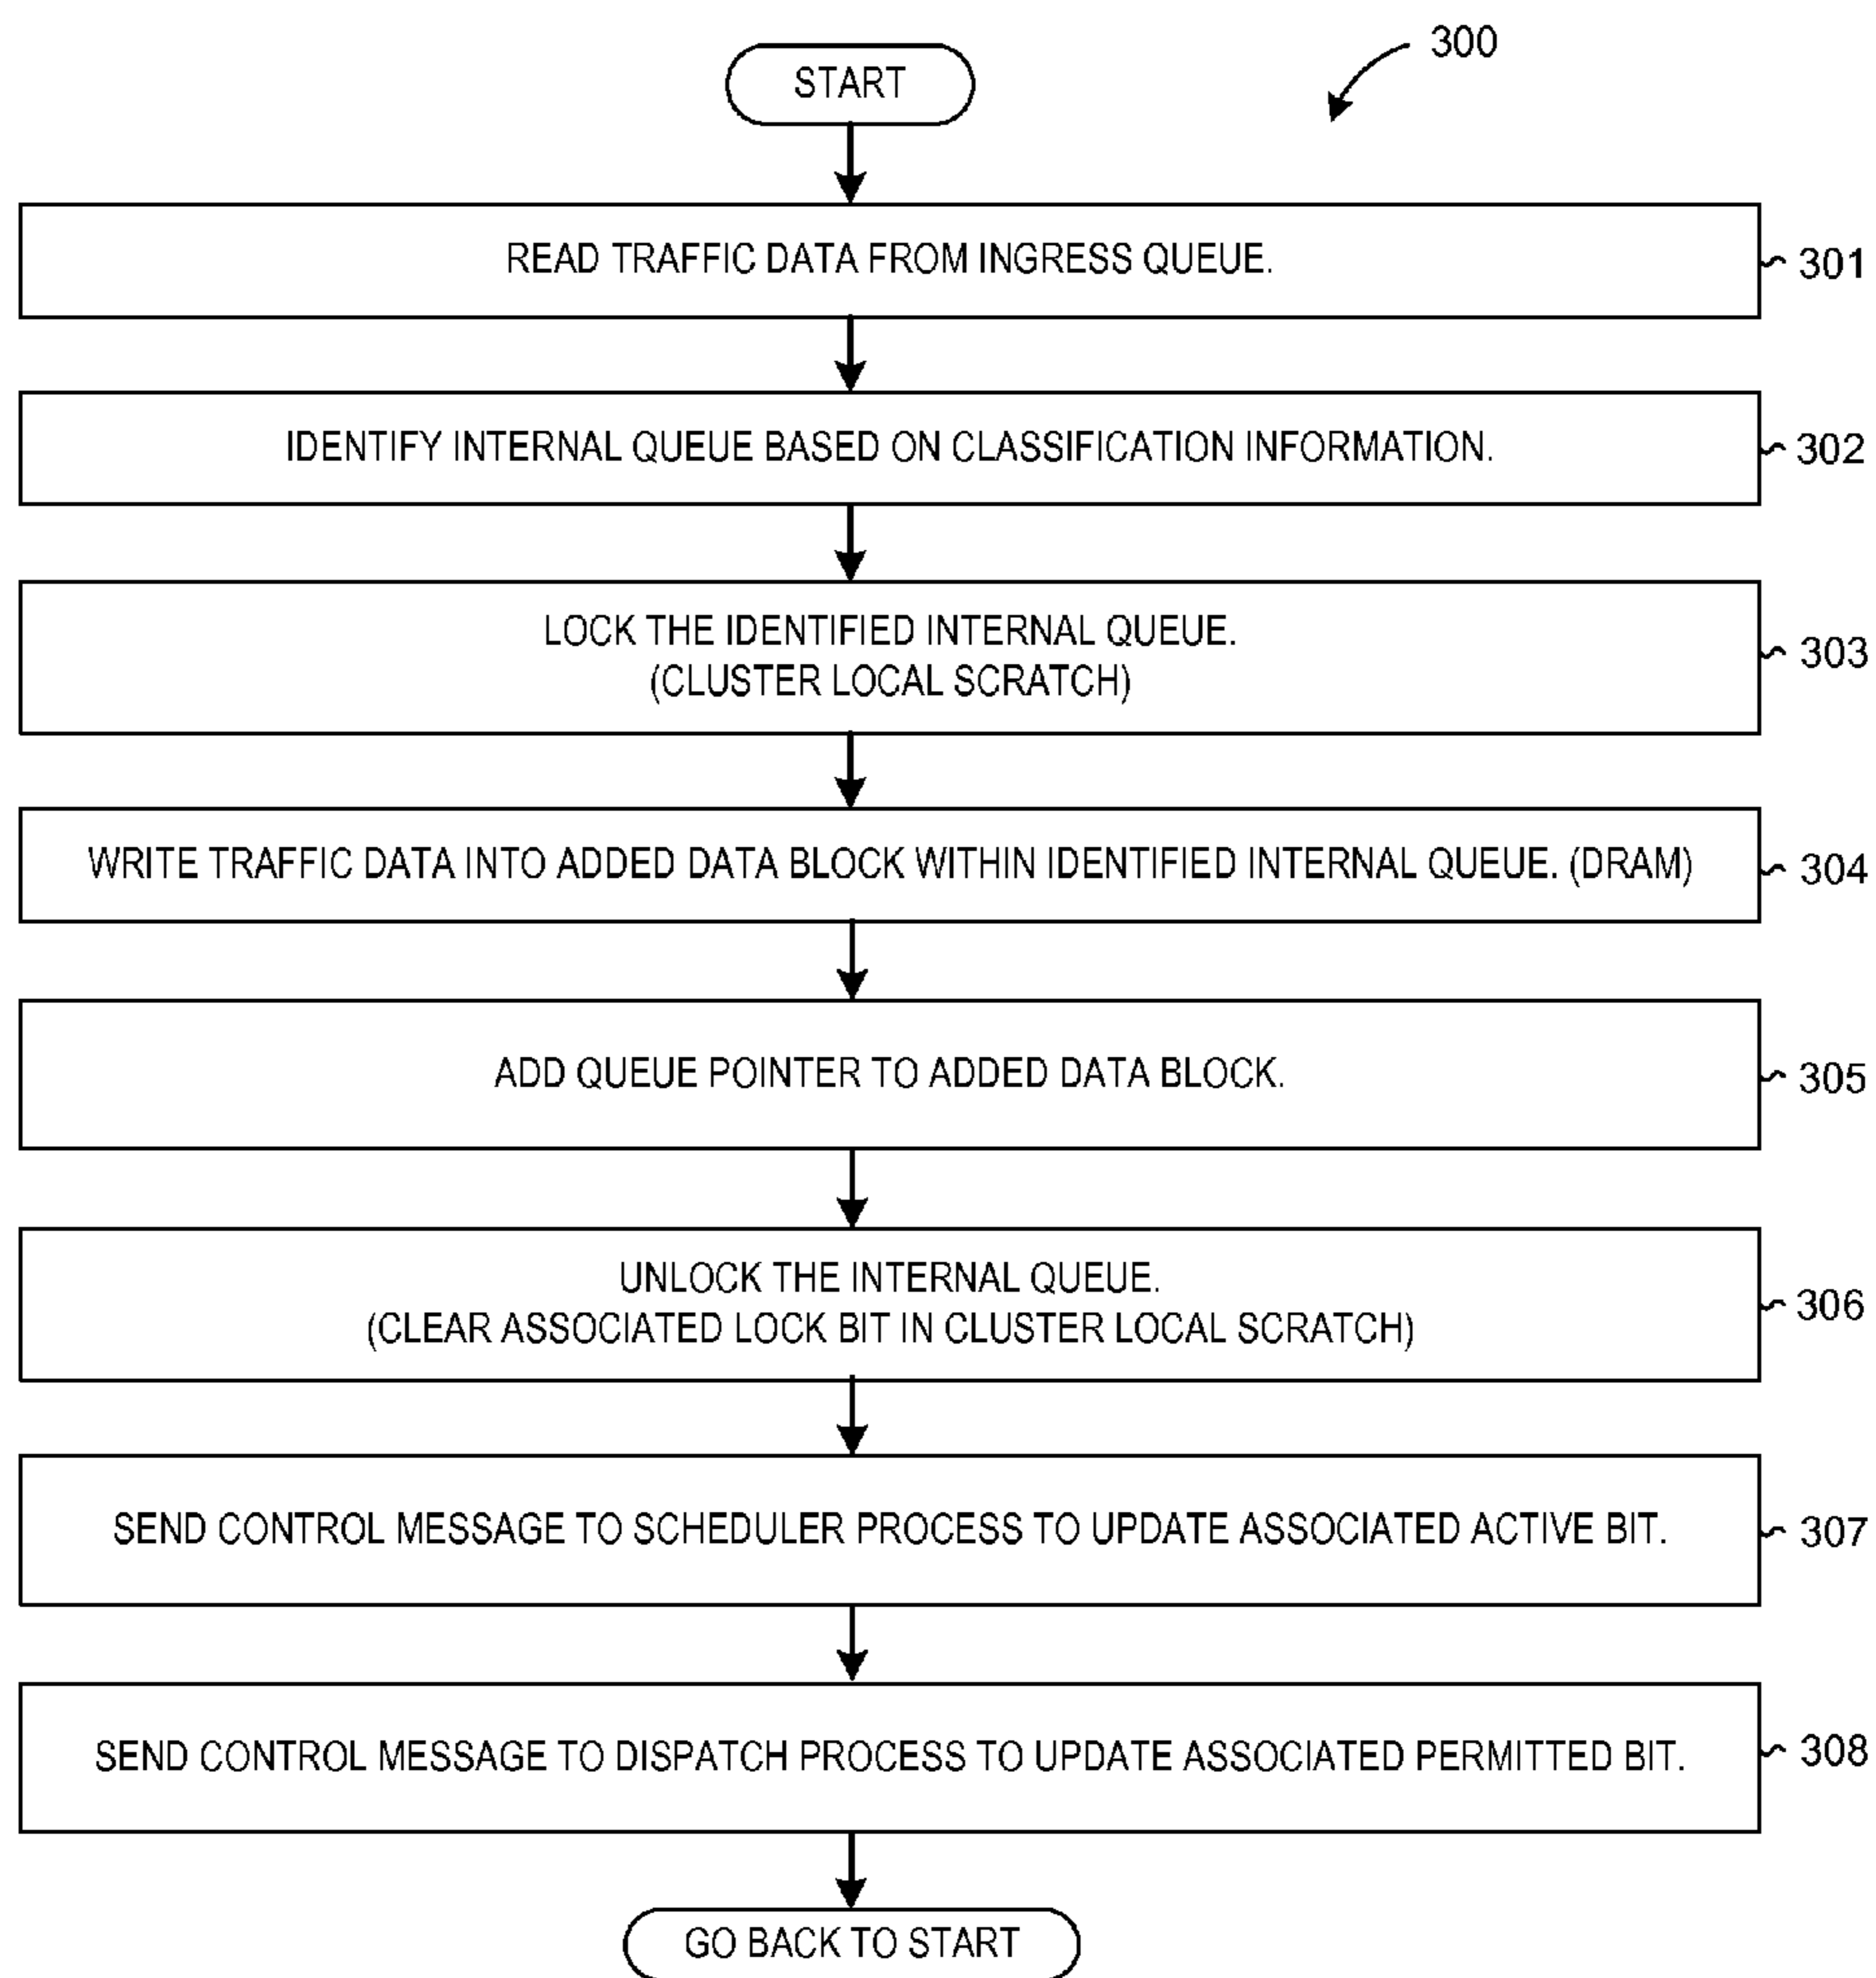 300
START
READ TRAFFIC DATA FROM INGRESS QUEUE.
301
IDENTIFY INTERNAL QUEUE BASED ON CLASSIFICATION INFORMATION.
302
LOCK THE IDENTIFIED INTERNAL QUEUE.
(CLUSTER LOCAL SCRATCH)
303
WRITE TRAFFIC DATA INTO ADDED DATA BLOCK WITHIN IDENTIFIED INTERNAL QUEUE. (DRAM)
304
ADD QUEUE POINTER TO ADDED DATA BLOCK.
305
UNLOCK THE INTERNAL QUEUE.
(CLEAR ASSOCIATED LOCK BIT IN CLUSTER LOCAL SCRATCH)
306
SEND CONTROL MESSAGE TO SCHEDULER PROCESS TO UPDATE ASSOCIATED ACTIVE BIT.
307
SEND CONTROL MESSAGE TO DISPATCH PROCESS TO UPDATE ASSOCIATED PERMITTED BIT.
308
GO BACK TO START